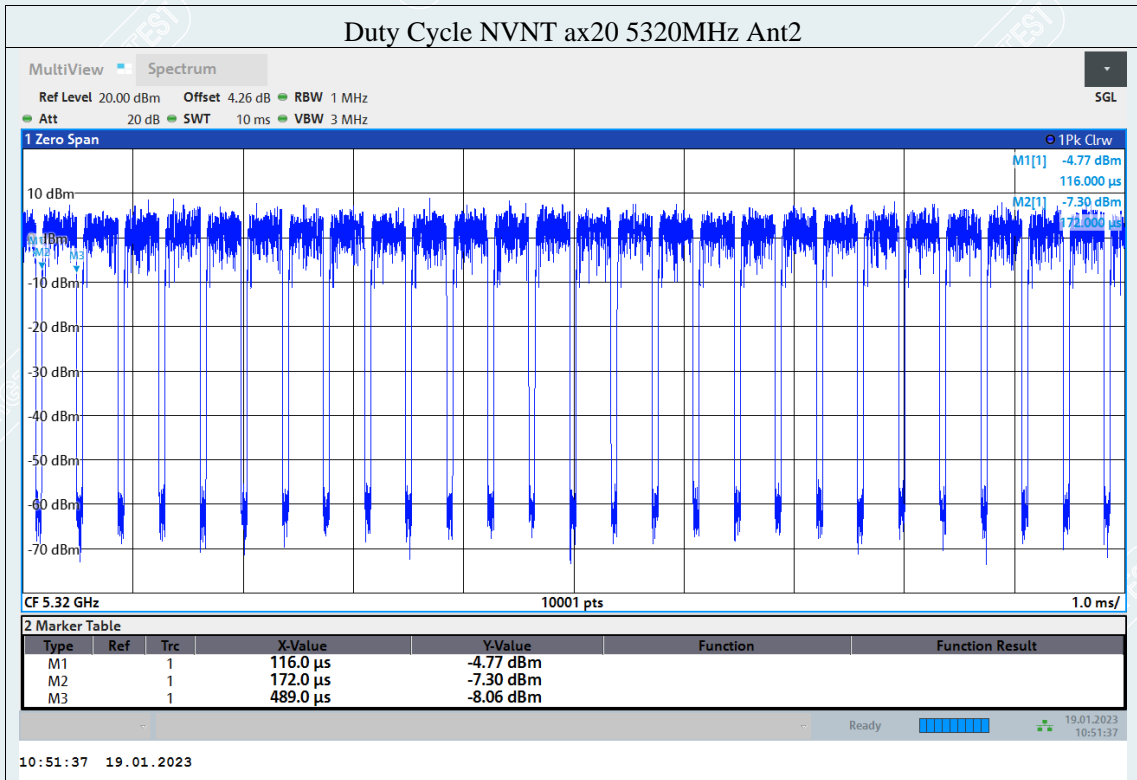 Duty Cycle NVNT ax20 5320MHz Ant2
MultiView Spectrum
Ref Level 20.00 dBm Offset 4.26 dB RBW 1 MHz
SGL
Att 20 dB SWT 10 ms VBW 3 MHz
1 Zero Span 1Pk Clrw
M1[1] -4.77 dBm
116.000 µs
M2[1] -7.30 dBm
172.000 µs
10 dBm
0 dBm
M1
M2 M3
-10 dBm
-20 dBm
-30 dBm
-40 dBm
-50 dBm
-60 dBm
-70 dBm
CF 5.32 GHz 10001 pts 1.0 ms/
2 Marker Table
Type Ref Trc X-Value Y-Value Function Function Result
M1 1 116.0 µs -4.77 dBm
M2 1 172.0 µs -7.30 dBm
M3 1 489.0 µs -8.06 dBm
Ready 19.01.2023
10:51:37
10:51:37 19.01.2023